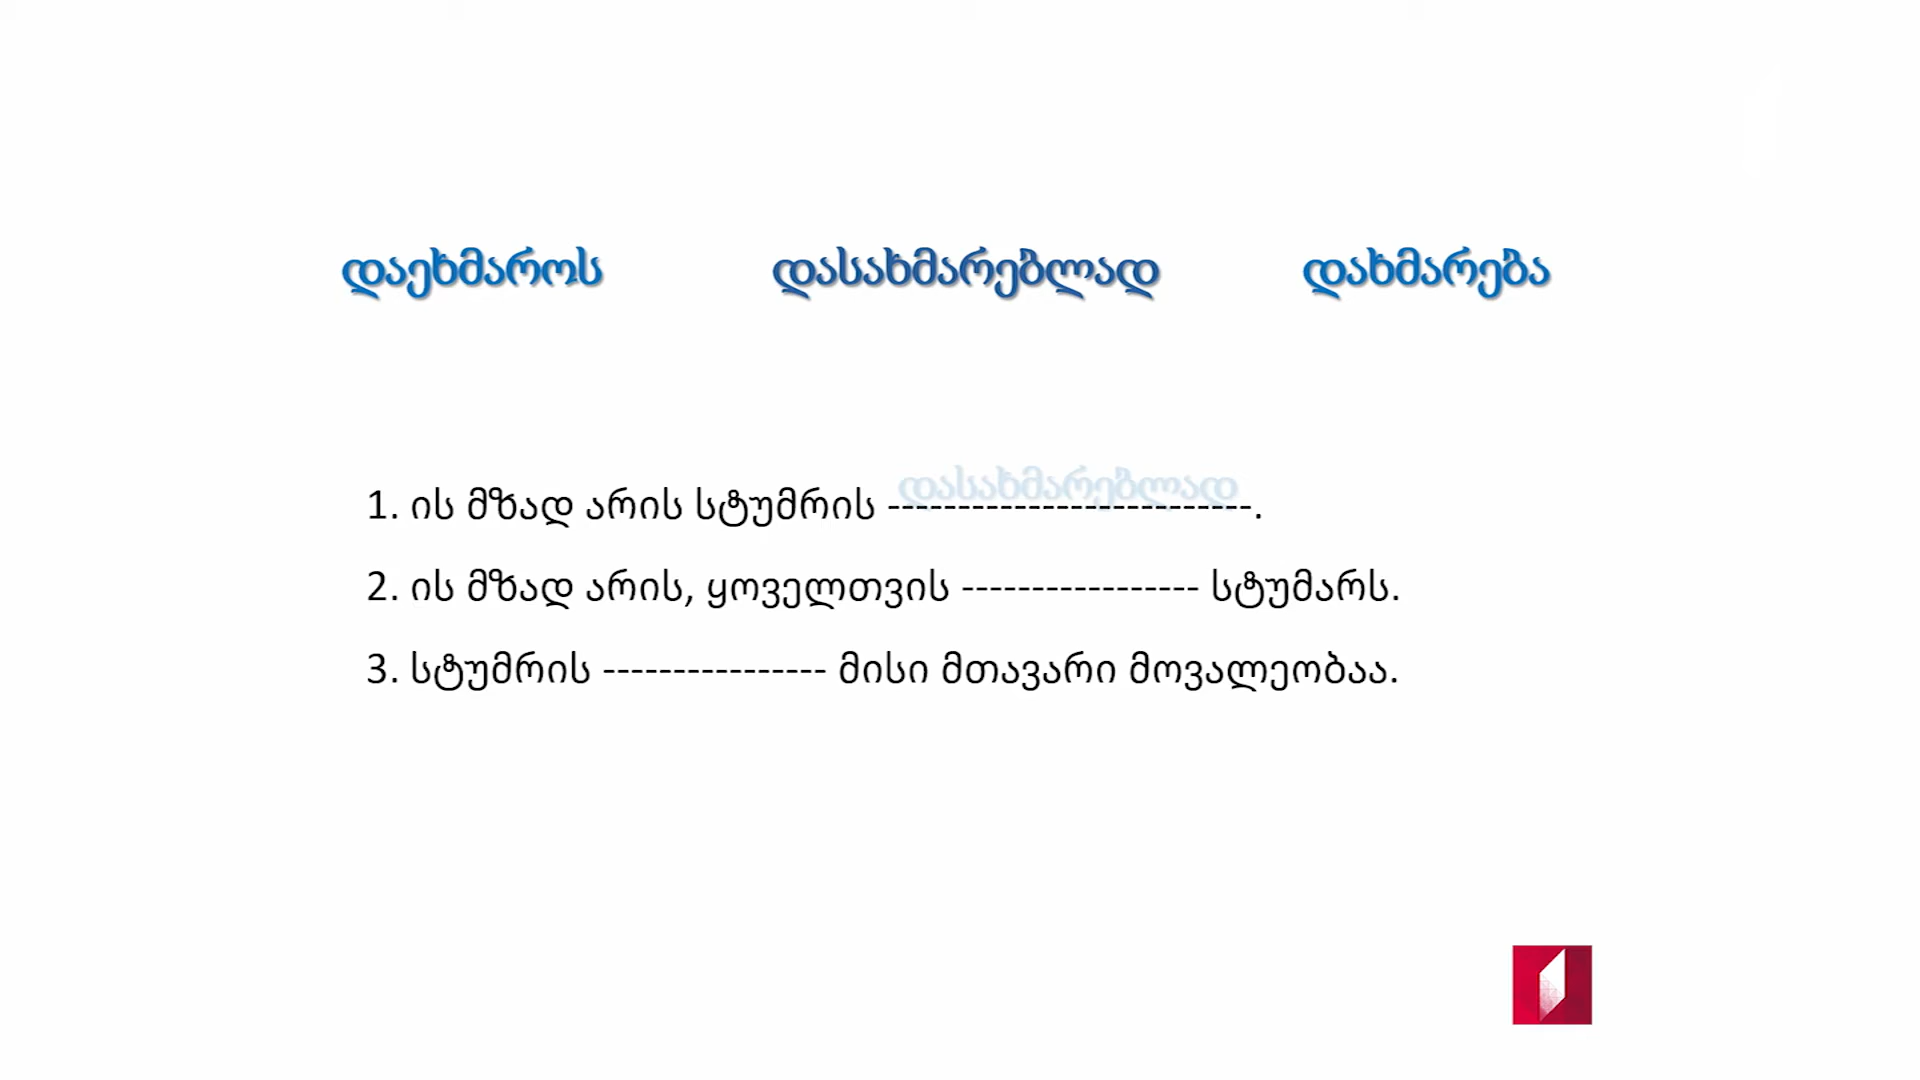 დაეხმაროს დასახმარებლად დახმარება
დასახმარებლად
1. ის მზად არის სტუმრის --------------------------.
2. ის მზად არის, ყოველთვის ----------------- სტუმარს.
3. სტუმრის ---------------- მისი მთავარი მოვალეობაა.